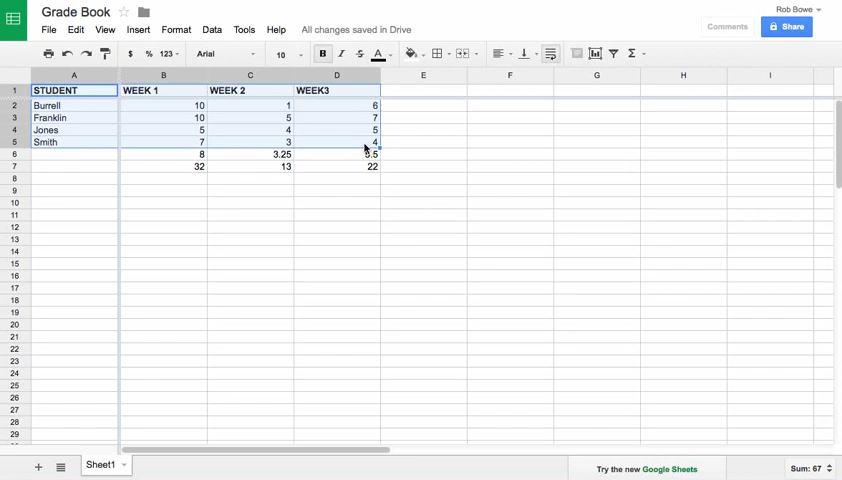 Grade Book
Rob Bowe
File Edit View Insert Format Data Tools Help All changes saved in Drive
Comments
Share
$ % 123 Arial 10 B I S A Σ
A B C D E F G H I
1 STUDENT WEEK 1 WEEK 2 WEEK3
2 Burrell 10 1 6
3 Franklin 10 5 7
4 Jones 5 4 5
5 Smith 7 3 4
6 8 3.25 5.5
7 32 13 22
8
9
10
11
12
13
14
15
16
17
18
19
20
21
22
23
24
25
26
27
28
29
Sheet1
Try the new Google Sheets
Sum: 67